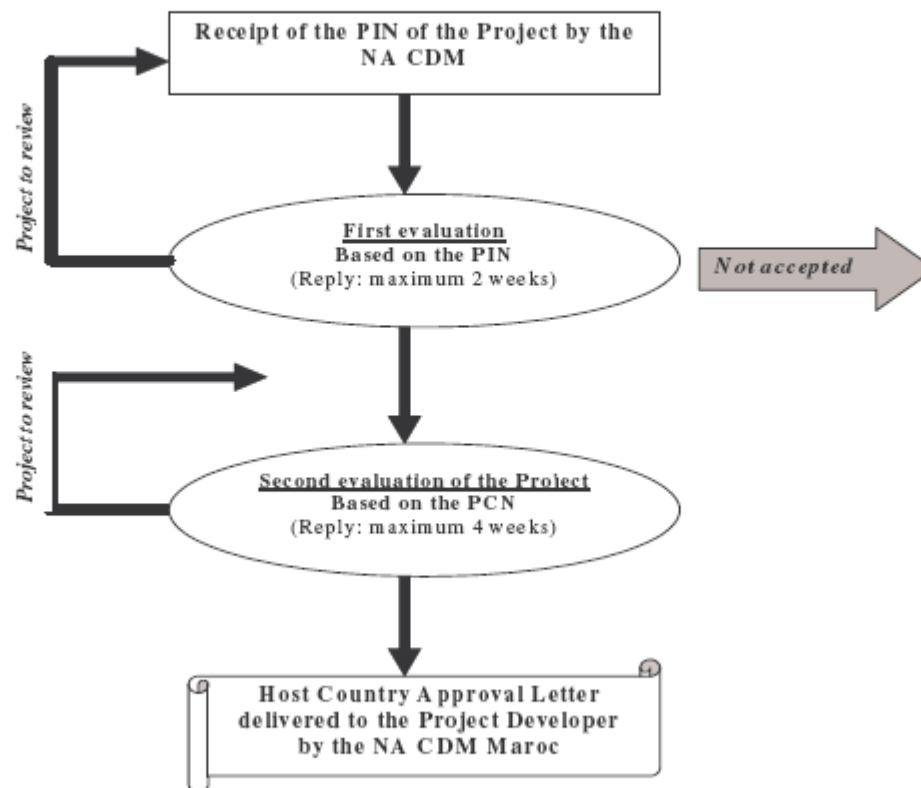 Receipt of the PIN of the Project by the
NA CDM
Project to review
First evaluation
Based on the PIN
(Reply: maximum 2 weeks)
Not accepted
Project to review
Second evaluation of the Project
Based on the PCN
(Reply: maximum 4 weeks)
Host Country Approval Letter
delivered to the Project Developer
by the NA CDM Maroc